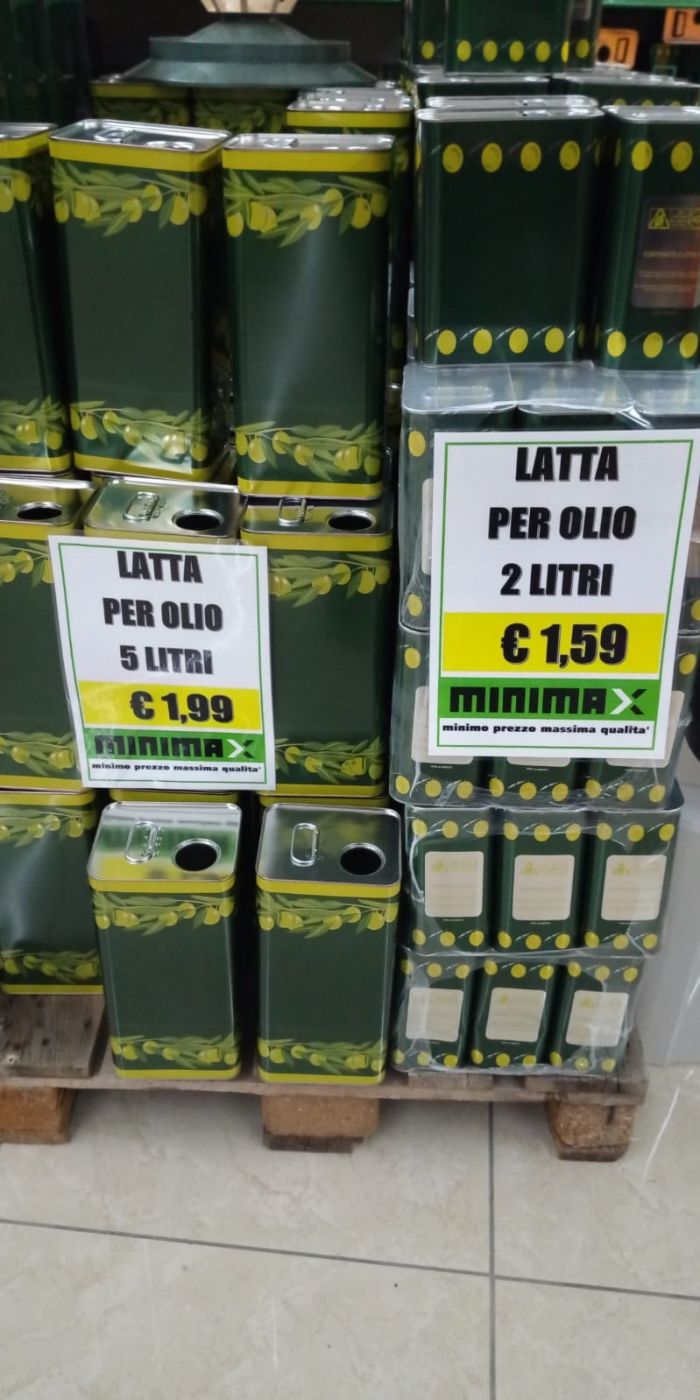 LATTA
PER OLIO
5 LITRI
€ 1,99
MINIMAX
minimo prezzo massima qualita'
LATTA
PER OLIO
2 LITRI
€ 1,59
MINIMAX
minimo prezzo massima qualita'